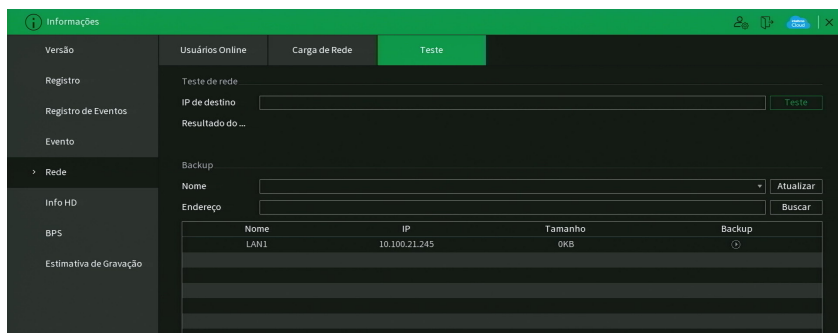 Informações
Versão
Registro
Registro de Eventos
Evento
> Rede
Info HD
BPS
Estimativa de Gravação
Usuários Online
Carga de Rede
Teste
Teste de rede
IP de destino
Teste
Resultado do ...
Backup
Nome
Atualizar
Endereço
Buscar
Nome IP Tamanho Backup
LAN1 10.100.21.245 0KB